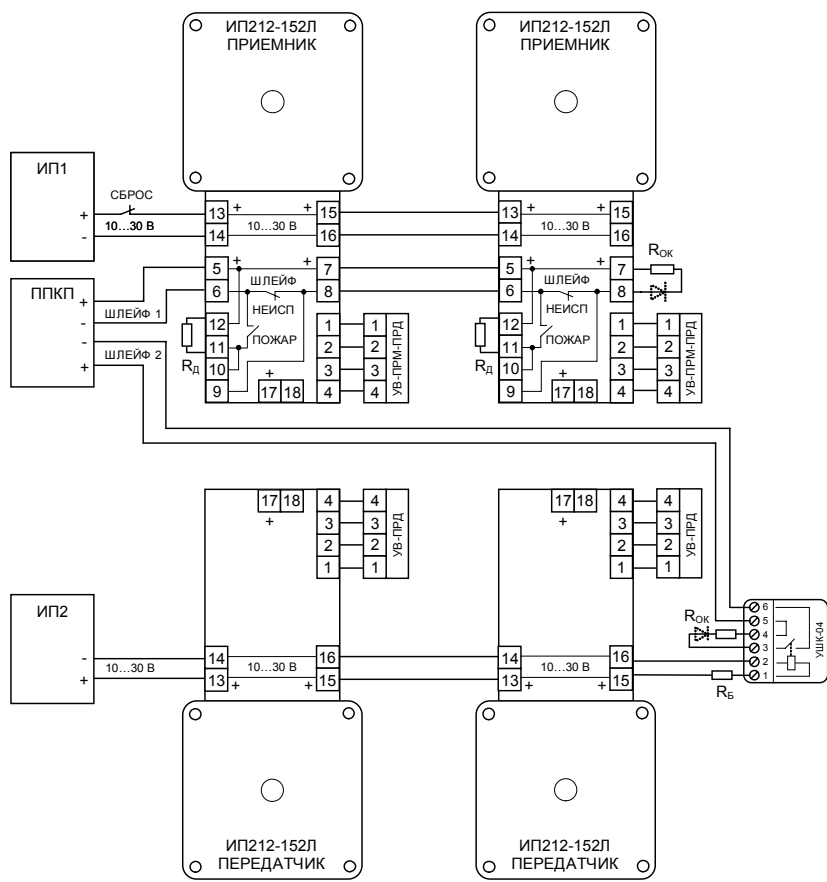 ИП212-152Л
ПРИЕМНИК
ИП212-152Л
ПРИЕМНИК
ИП1
+
-
СБРОС
10...30 В
13 + + 15
10...30 В
14 16
13 + + 15
10...30 В
14 16
ППКП
+
-
-
+
ШЛЕЙФ 1
ШЛЕЙФ 2
5 + + 7
ШЛЕЙФ
6 8
НЕИСП
12
ПОЖАР
11
10
9
RД
+
17 18
1 1
2 2
3 3
4 4
УВ-ПРМ-ПРД
5 + + 7
ШЛЕЙФ
6 8
НЕИСП
12
ПОЖАР
11
10
9
RД
+
17 18
1 1
2 2
3 3
4 4
УВ-ПРМ-ПРД
RОК
17 18
+
4 4
3 3
2 2
1 1
УВ-ПРД
17 18
+
4 4
3 3
2 2
1 1
УВ-ПРД
ИП2
-
+
10...30 В
14 16
10...30 В
13 + + 15
14 16
10...30 В
13 + + 15
RОК
RБ
6
5
4
3
2
1
УШК-04
ИП212-152Л
ПЕРЕДАТЧИК
ИП212-152Л
ПЕРЕДАТЧИК